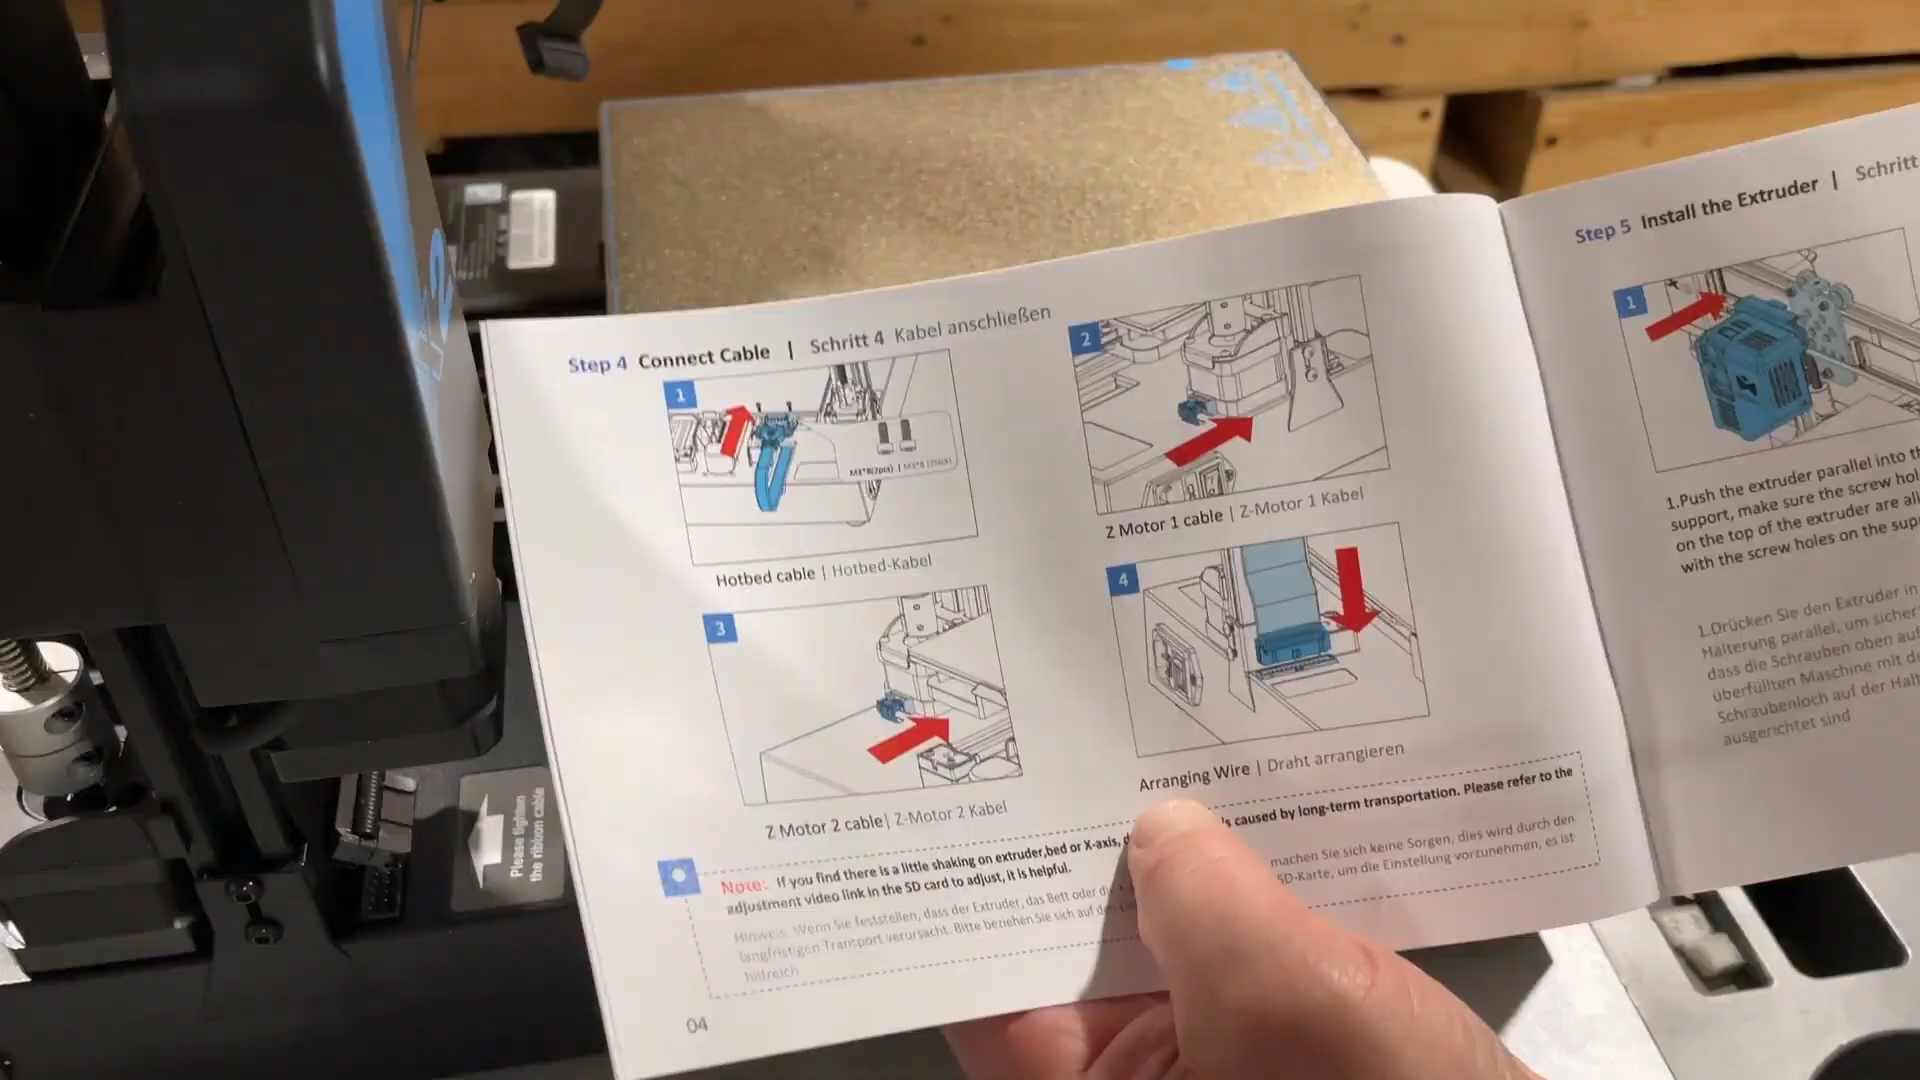 Step 4 Connect Cable | Schritt 4 Kabel anschließen
1
M3*8(2pcs) | M3*8 (2Stück)
Hotbed cable | Hotbed-Kabel
2
Z Motor 1 cable | Z-Motor 1 Kabel
3
Z Motor 2 cable | Z-Motor 2 Kabel
4
Arranging Wire | Draht arrangieren
Note: If you find there is a little shaking on extruder,bed or X-axis, caused by long-term transportation. Please refer to the
adjustment video link in the SD card to adjust, it is helpful.
Hinweis: Wenn Sie feststellen, dass der Extruder, das Bett oder die machen Sie sich keine Sorgen, dies wird durch den
langfristigen Transport verursacht. Bitte beziehen Sie sich auf SD-Karte, um die Einstellung vorzunehmen, es ist
hilfreich
04
Step 5 Install the Extruder | Schritt
1
1.Push the extruder parallel into
support, make sure the screw
on the top of the extruder are
with the screw holes on the
1.Drücken Sie den Extruder in
Halterung parallel, um
dass die Schrauben oben
überfüllten Maschine mit
Schraubenloch auf der
ausgerichtet sind
Please tighten
the ribbon cable